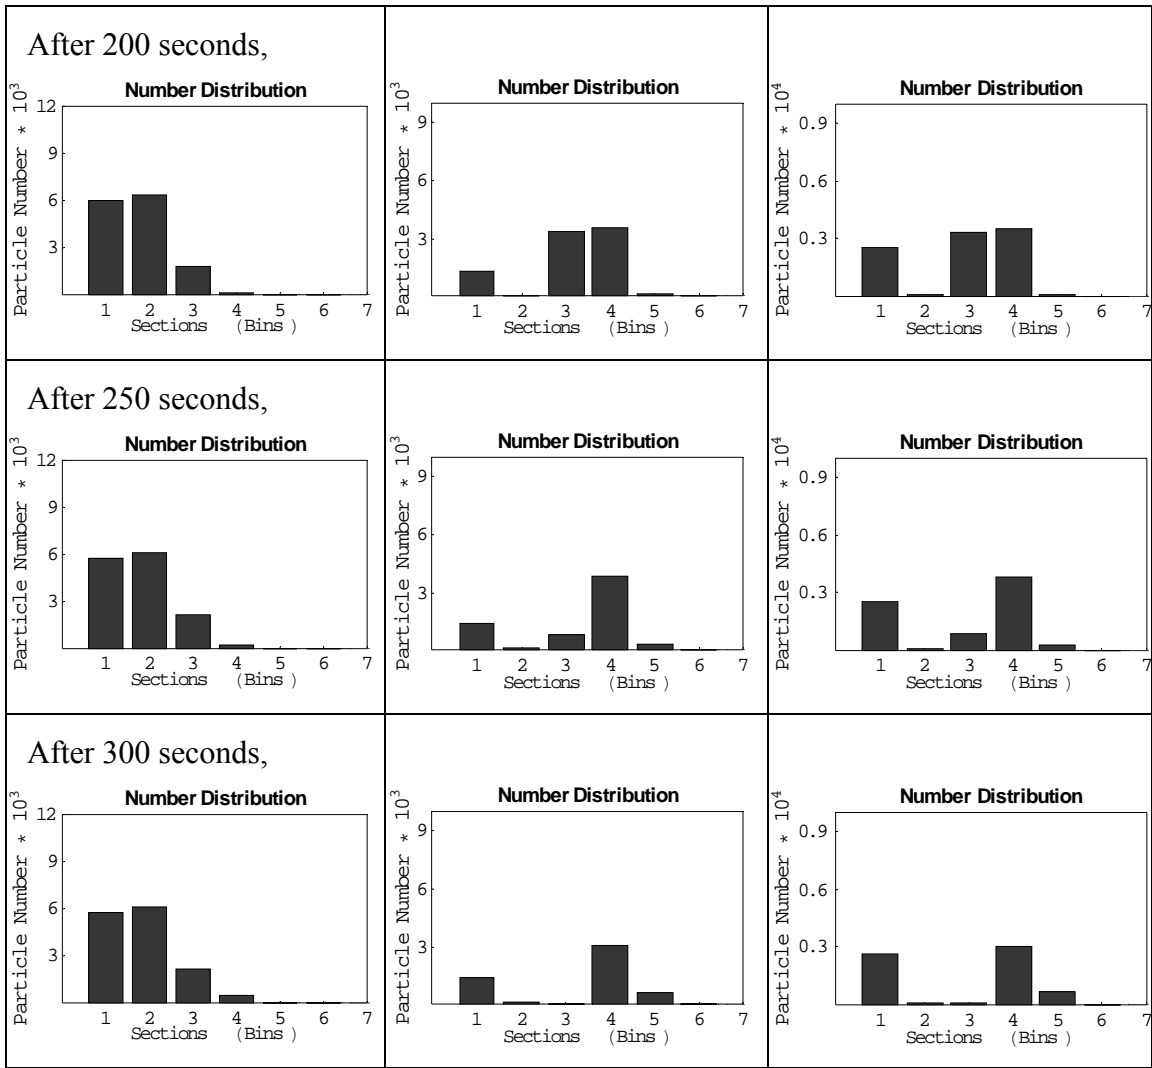 After 200 seconds,
Number Distribution
Particle Number * 10³
12
9
6
3
1 2 3 4 5 6 7
Sections (Bins )
Number Distribution
Particle Number * 10³
9
6
3
1 2 3 4 5 6 7
Sections (Bins )
Number Distribution
Particle Number * 10⁴
0.9
0.6
0.3
1 2 3 4 5 6 7
Sections (Bins )
After 250 seconds,
Number Distribution
Particle Number * 10³
12
9
6
3
1 2 3 4 5 6 7
Sections (Bins )
Number Distribution
Particle Number * 10³
9
6
3
1 2 3 4 5 6 7
Sections (Bins )
Number Distribution
Particle Number * 10⁴
0.9
0.6
0.3
1 2 3 4 5 6 7
Sections (Bins )
After 300 seconds,
Number Distribution
Particle Number * 10³
12
9
6
3
1 2 3 4 5 6 7
Sections (Bins )
Number Distribution
Particle Number * 10³
9
6
3
1 2 3 4 5 6 7
Sections (Bins )
Number Distribution
Particle Number * 10⁴
0.9
0.6
0.3
1 2 3 4 5 6 7
Sections (Bins )